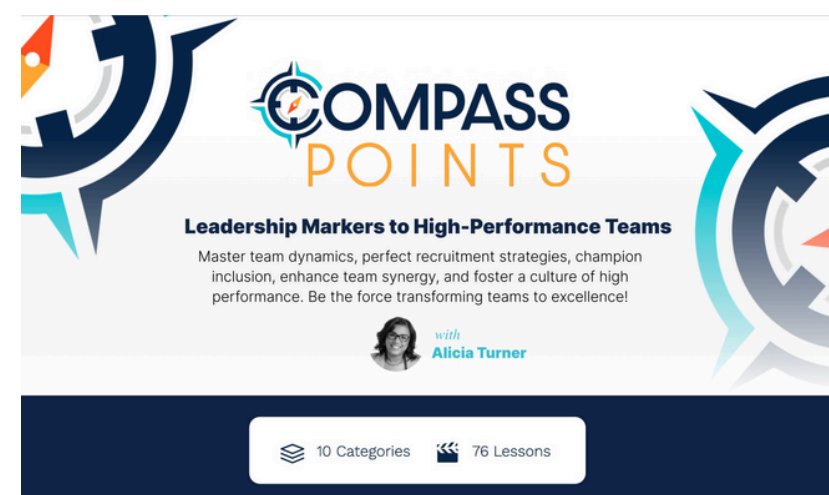 COMPASS
POINTS
Leadership Markers to High-Performance Teams
Master team dynamics, perfect recruitment strategies, champion
inclusion, enhance team synergy, and foster a culture of high
performance. Be the force transforming teams to excellence!
with
Alicia Turner
10 Categories
76 Lessons